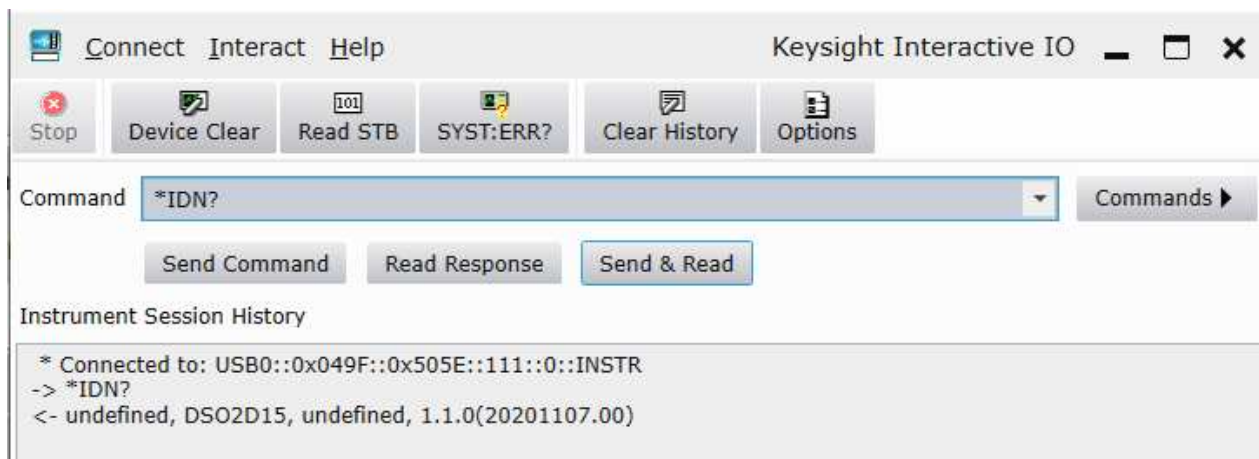 Connect Interact Help Keysight Interactive IO
Stop Device Clear 101 Read STB SYST:ERR? Clear History Options
Command *IDN? Commands
Send Command Read Response Send & Read
Instrument Session History
* Connected to: USB0::0x049F::0x505E::111::0::INSTR
-> *IDN?
<- undefined, DSO2D15, undefined, 1.1.0(20201107.00)